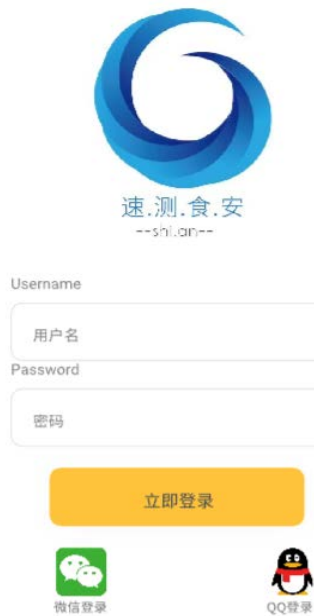 速.测.食.安
--shi.an--
Username
用户名
Password
密码
立即登录
微信登录
QQ登录